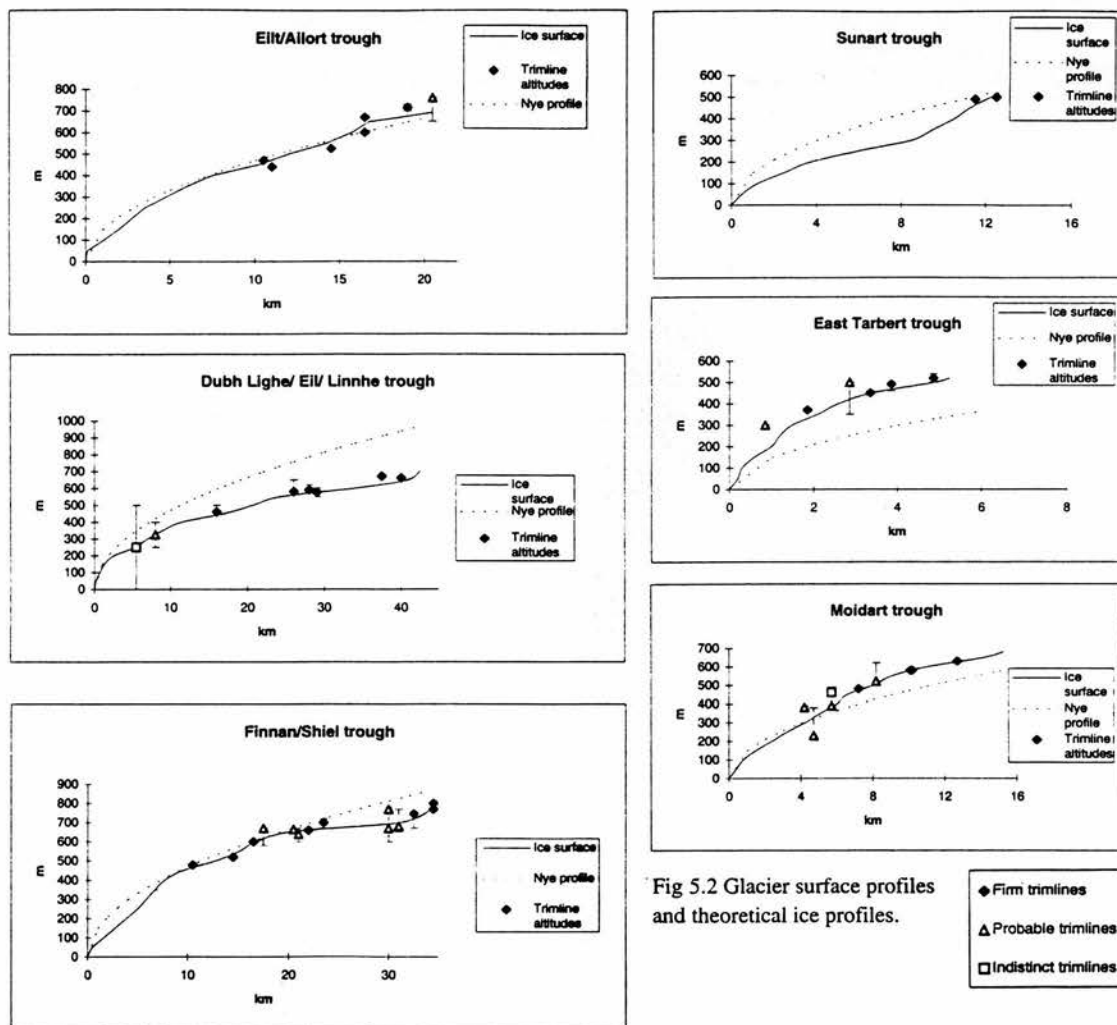 Eilt/Ailort trough
Ice surface
Trimline
altitudes
Nye profile
800
700
600
500
400
300
200
100
0
m
0 5 10 15 20
km
Sunart trough
Ice
surface
Nye
profile
Trimline
altitudes
600
500
400
300
200
100
0
m
0 4 8 12 16
km
Dubh Lighe/ Eil/ Linnhe trough
Ice
surface
Nye profile
Trimline
altitudes
1000
900
800
700
600
500
400
300
200
100
0
m
0 10 20 30 40
km
East Tarbert trough
Ice surface
Nye profile
Trimline
altitudes
600
500
400
300
200
100
0
m
0 2 4 6 8
km
Finnan/Shiel trough
Ice surface
Nye profile
Trimline
altitudes
900
800
700
600
500
400
300
200
100
0
m
0 10 20 30
km
Moidart trough
Ice
surface
Nye
profile
Trimline
altitudes
700
600
500
400
300
200
100
0
m
0 4 8 12 16
km
Fig 5.2 Glacier surface profiles
and theoretical ice profiles.
Firm trimlines
Probable trimlines
Indistinct trimlines